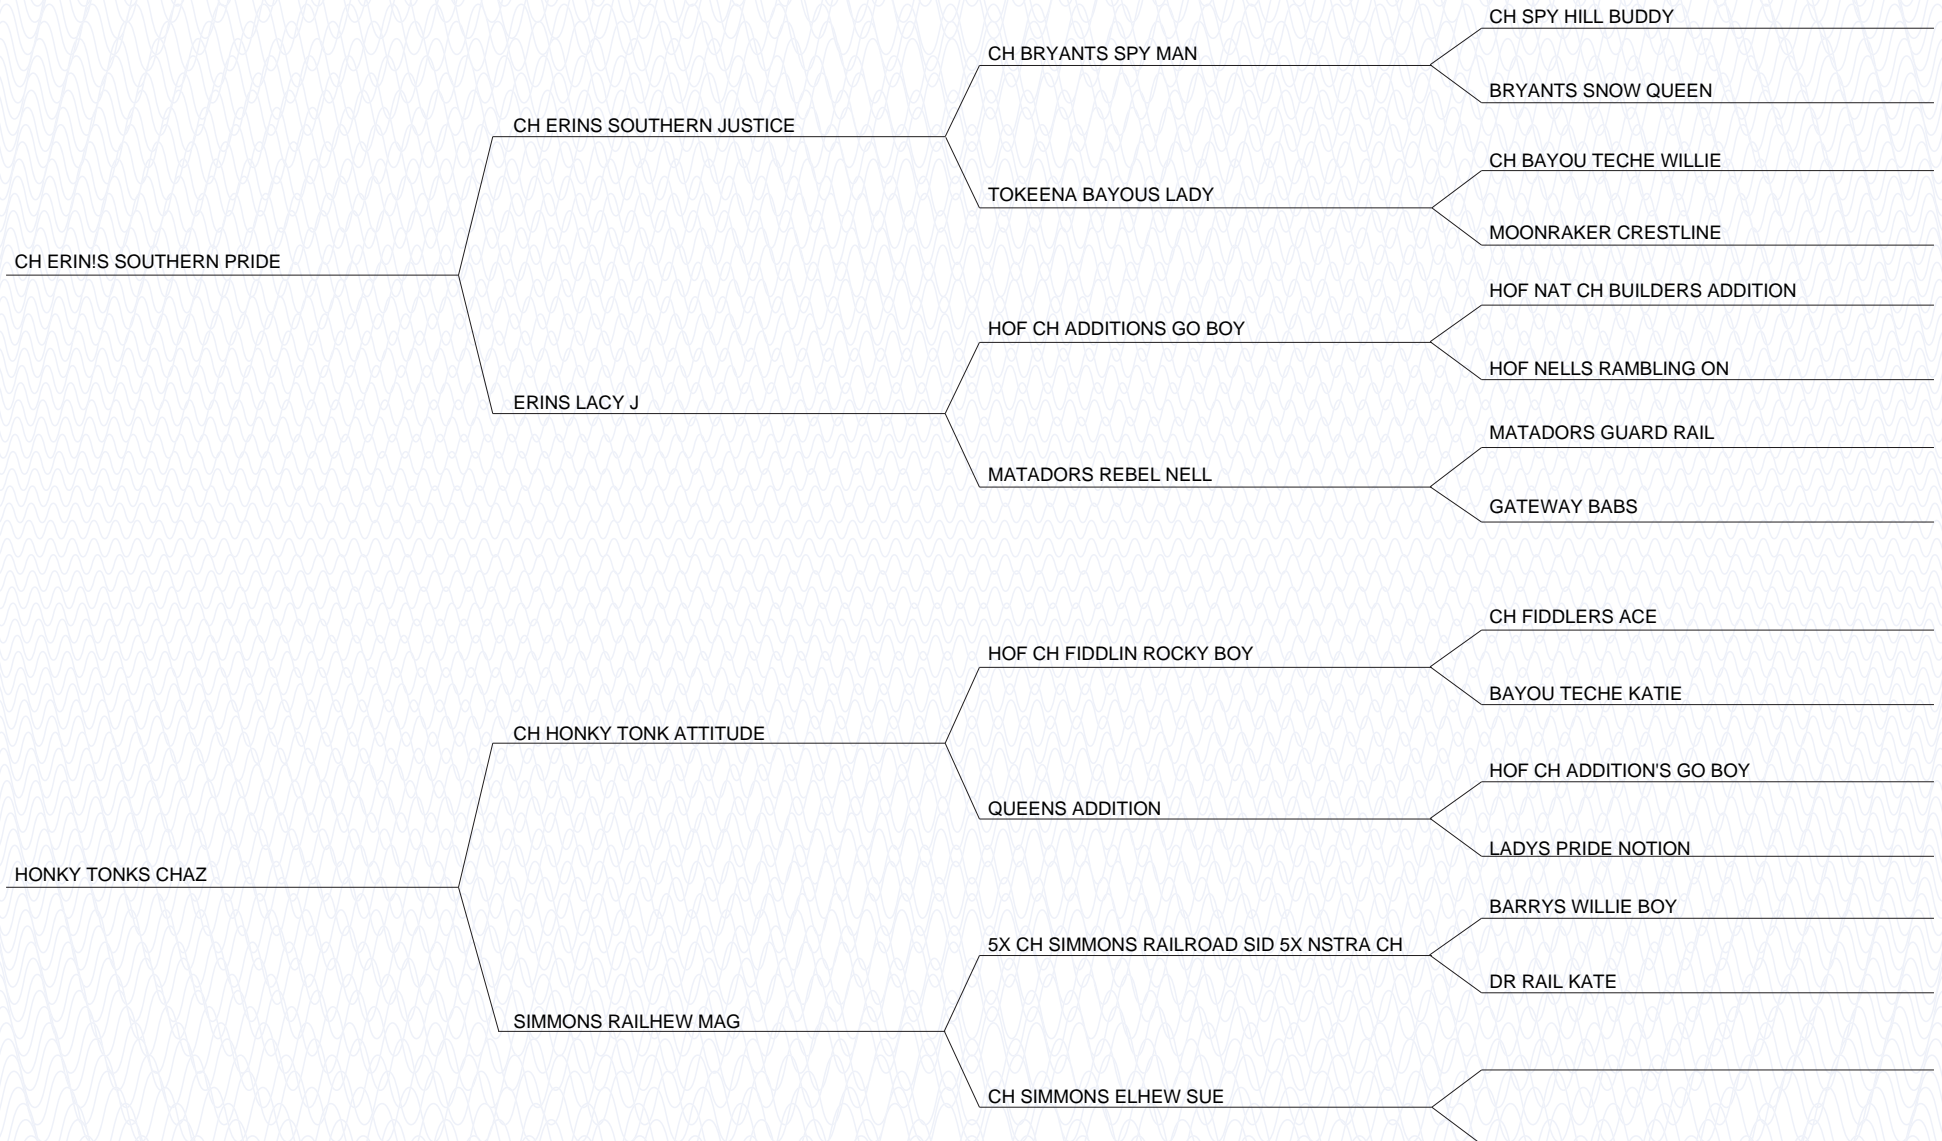 CH SPY HILL BUDDY
CH BRYANTS SPY MAN
BRYANTS SNOW QUEEN
CH ERINS SOUTHERN JUSTICE
CH BAYOU TECHE WILLIE
TOKEENA BAYOUS LADY
MOONRAKER CRESTLINE
CH ERIN!S SOUTHERN PRIDE
HOF NAT CH BUILDERS ADDITION
HOF CH ADDITIONS GO BOY
HOF NELLS RAMBLING ON
ERINS LACY J
MATADORS GUARD RAIL
MATADORS REBEL NELL
GATEWAY BABS
CH FIDDLERS ACE
HOF CH FIDDLIN ROCKY BOY
BAYOU TECHE KATIE
CH HONKY TONK ATTITUDE
HOF CH ADDITION'S GO BOY
QUEENS ADDITION
LADYS PRIDE NOTION
HONKY TONKS CHAZ
BARRYS WILLIE BOY
5X CH SIMMONS RAILROAD SID 5X NSTRA CH
DR RAIL KATE
SIMMONS RAILHEW MAG
CH SIMMONS ELHEW SUE